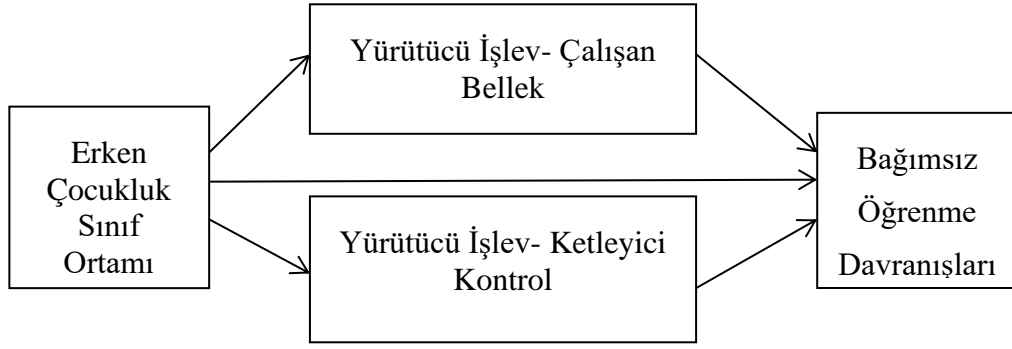 Yürütücü İşlev- Çalışan
Bellek
Erken
Çocukluk
Sınıf
Ortamı
Yürütücü İşlev- Ketleyici
Kontrol
Bağımsız
Öğrenme
Davranışları